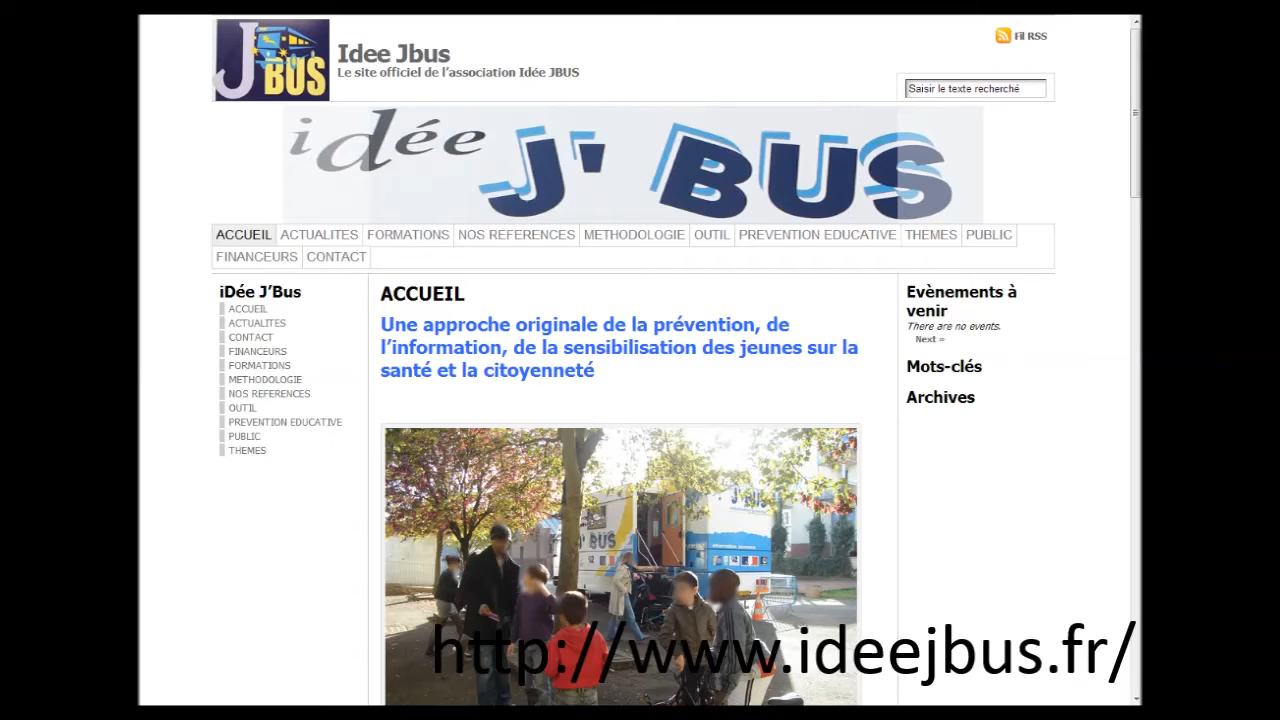 J BUS
Idee Jbus
Le site officiel de l'association Idée JBUS
Fil RSS
Saisir le texte recherché
idée J' BUS
ACCUEIL ACTUALITES FORMATIONS NOS REFERENCES METHODOLOGIE OUTIL PREVENTION EDUCATIVE THEMES PUBLIC
FINANCEURS CONTACT
iDée J'Bus
ACCUEIL
ACTUALITES
CONTACT
FINANCEURS
FORMATIONS
METHODOLOGIE
NOS REFERENCES
OUTIL
PREVENTION EDUCATIVE
PUBLIC
THEMES
ACCUEIL
Une approche originale de la prévention, de
l'information, de la sensibilisation des jeunes sur la
santé et la citoyenneté
Evènements à
venir
There are no events.
Next »
Mots-clés
Archives
J'BUS
J'BUS
http://www.ideejbus.fr/